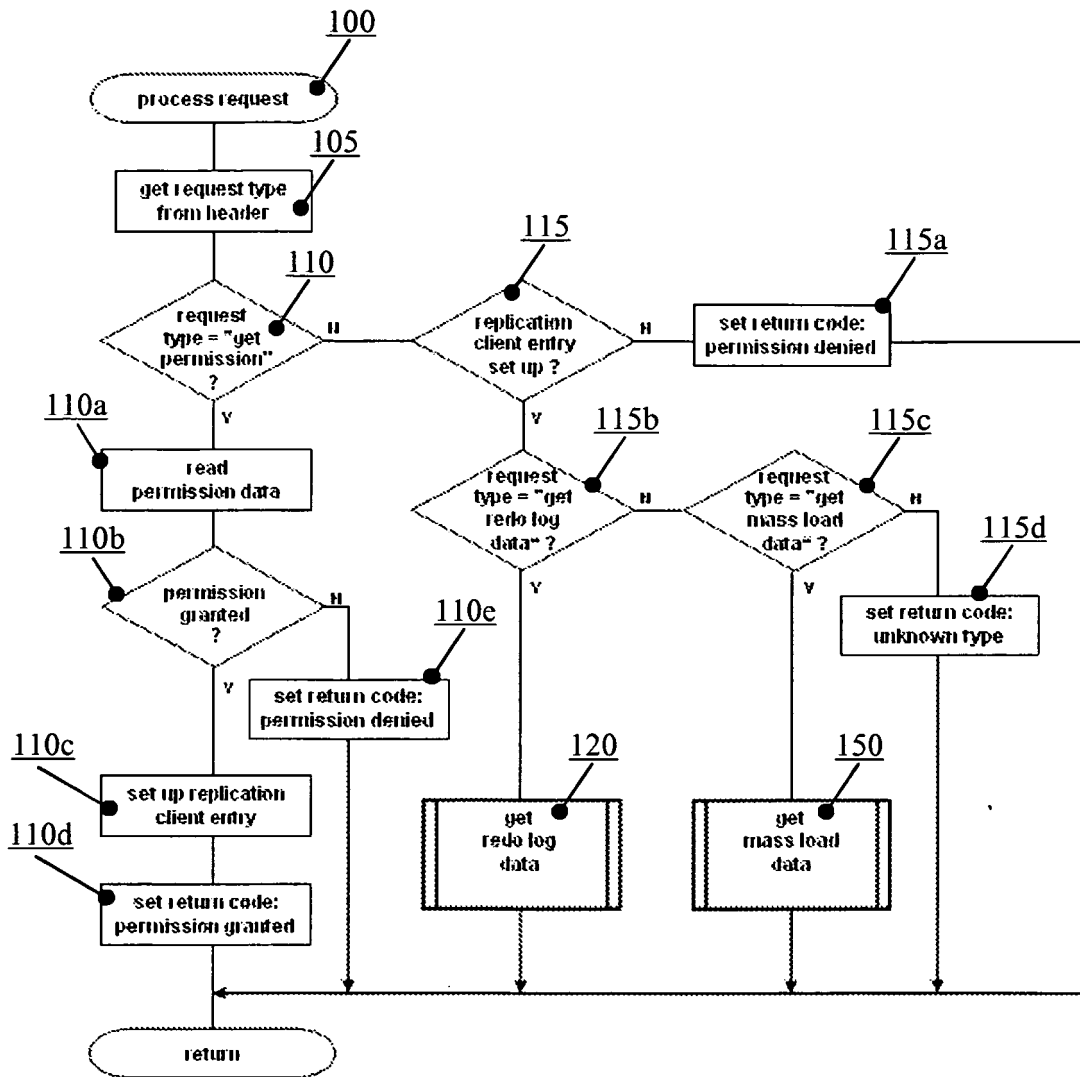 100
process request
105
get request type
from header
110
request
type = "get
permission"
?
N
Y
115
replication
client entry
set up ?
N
Y
115a
set return code:
permission denied
110a
read
permission data
110b
permission
granted
?
N
Y
110e
set return code:
permission denied
110c
set up replication
client entry
110d
set return code:
permission granted
115b
request
type = "get
redo log
data" ?
N
Y
115c
request
type = "get
mass load
data" ?
N
Y
115d
set return code:
unknown type
120
get
redo log
data
150
get
mass load
data
return